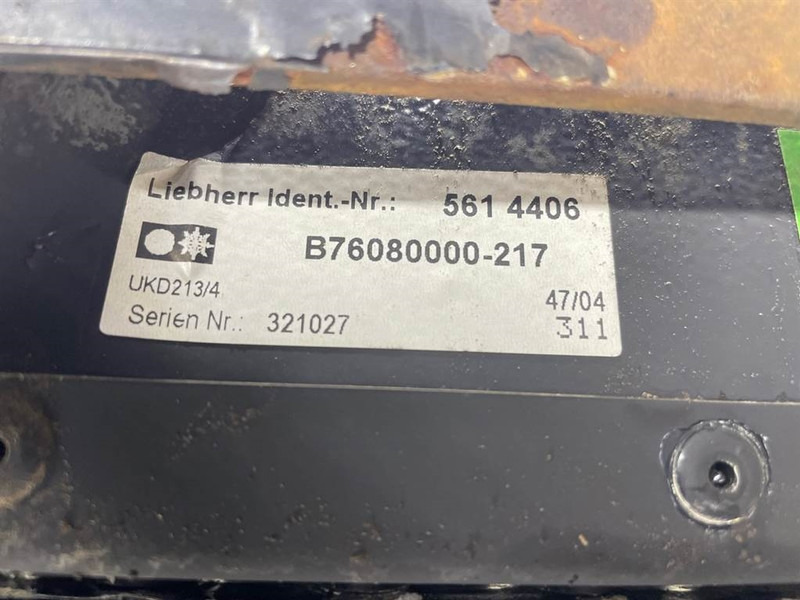 Liebherr Ident.-Nr.: 561 4406
B76080000-217
UKD213/4 47/04
Serien Nr.: 321027 311